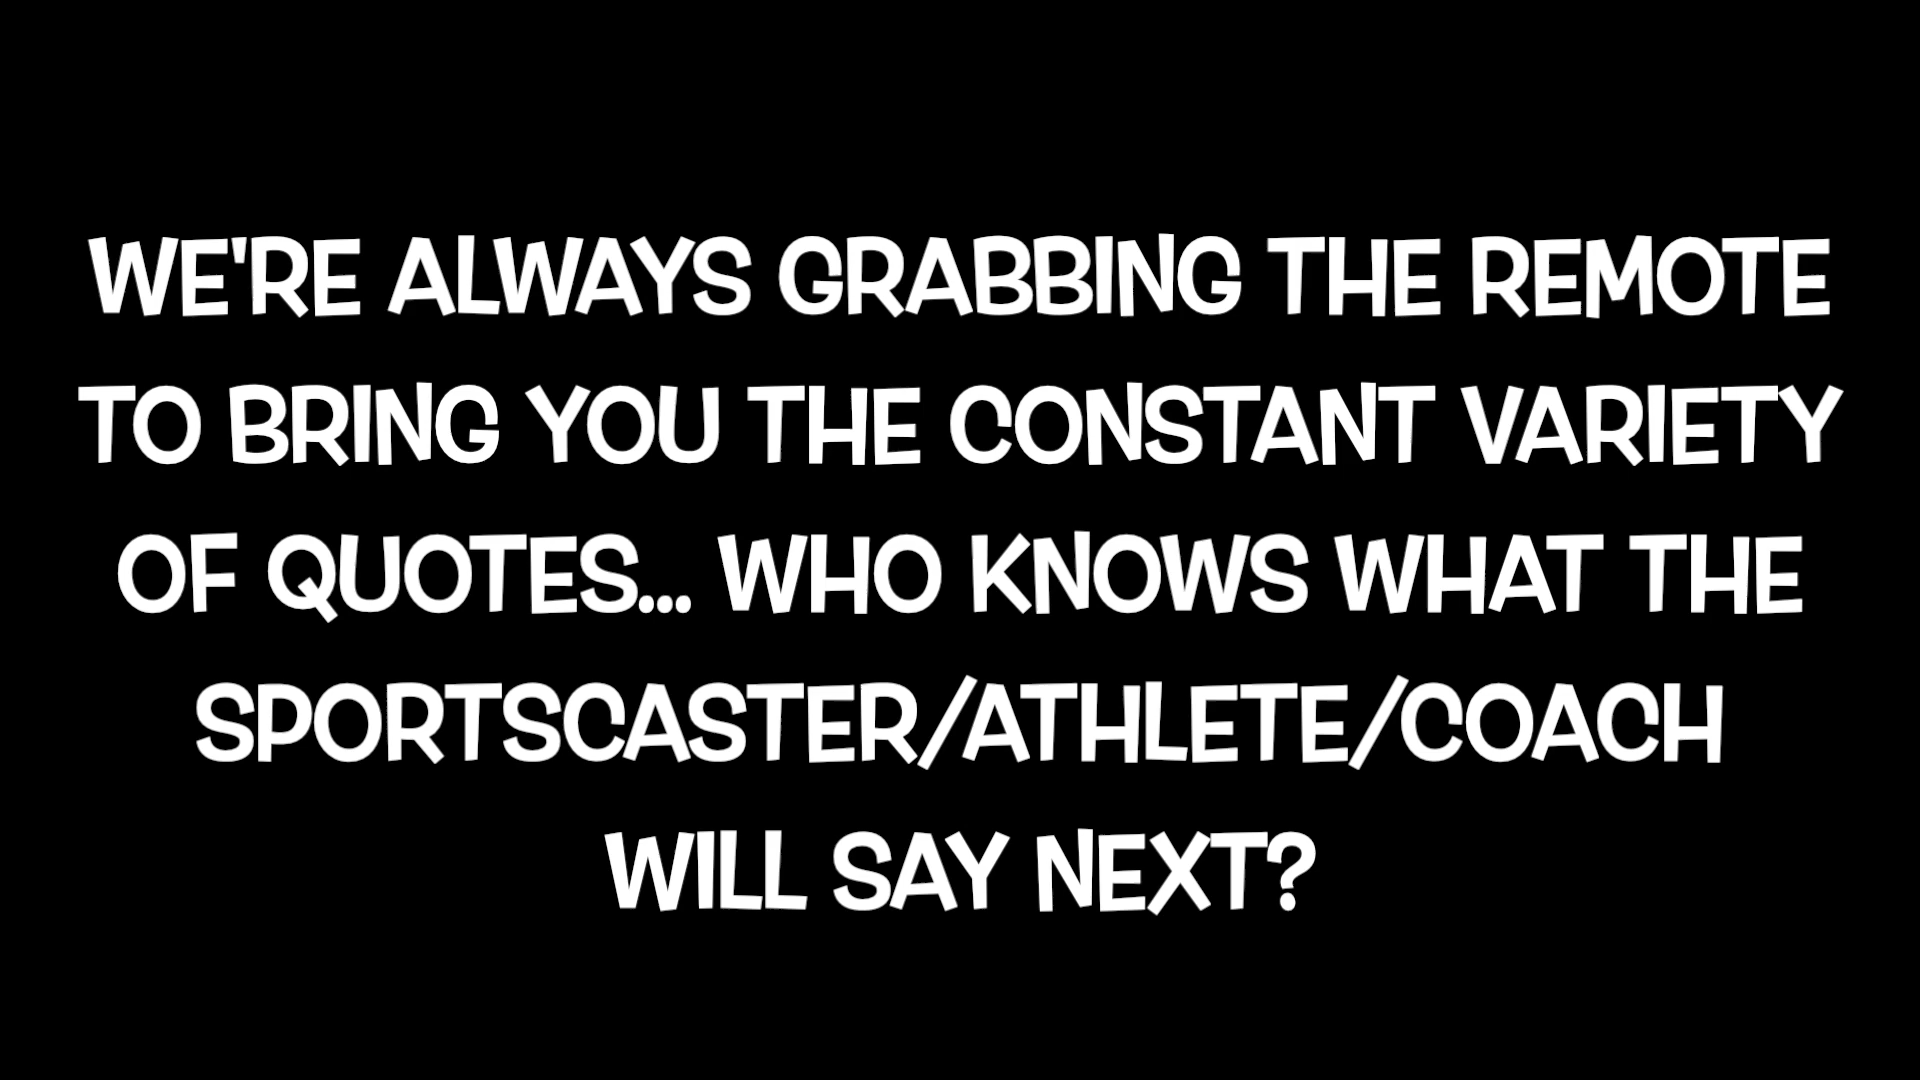 WE'RE ALWAYS GRABBING THE REMOTE
TO BRING YOU THE CONSTANT VARIETY
OF QUOTES... WHO KNOWS WHAT THE
SPORTSCASTER/ATHLETE/COACH
WILL SAY NEXT?